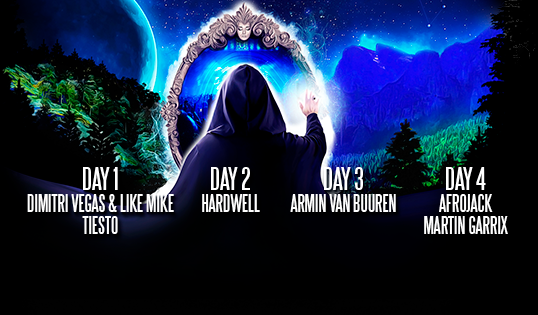 DAY 1
DIMITRI VEGAS & LIKE MIKE
TIESTO
DAY 2
HARDWELL
DAY 3
ARMIN VAN BUUREN
DAY 4
AFROJACK
MARTIN GARRIX